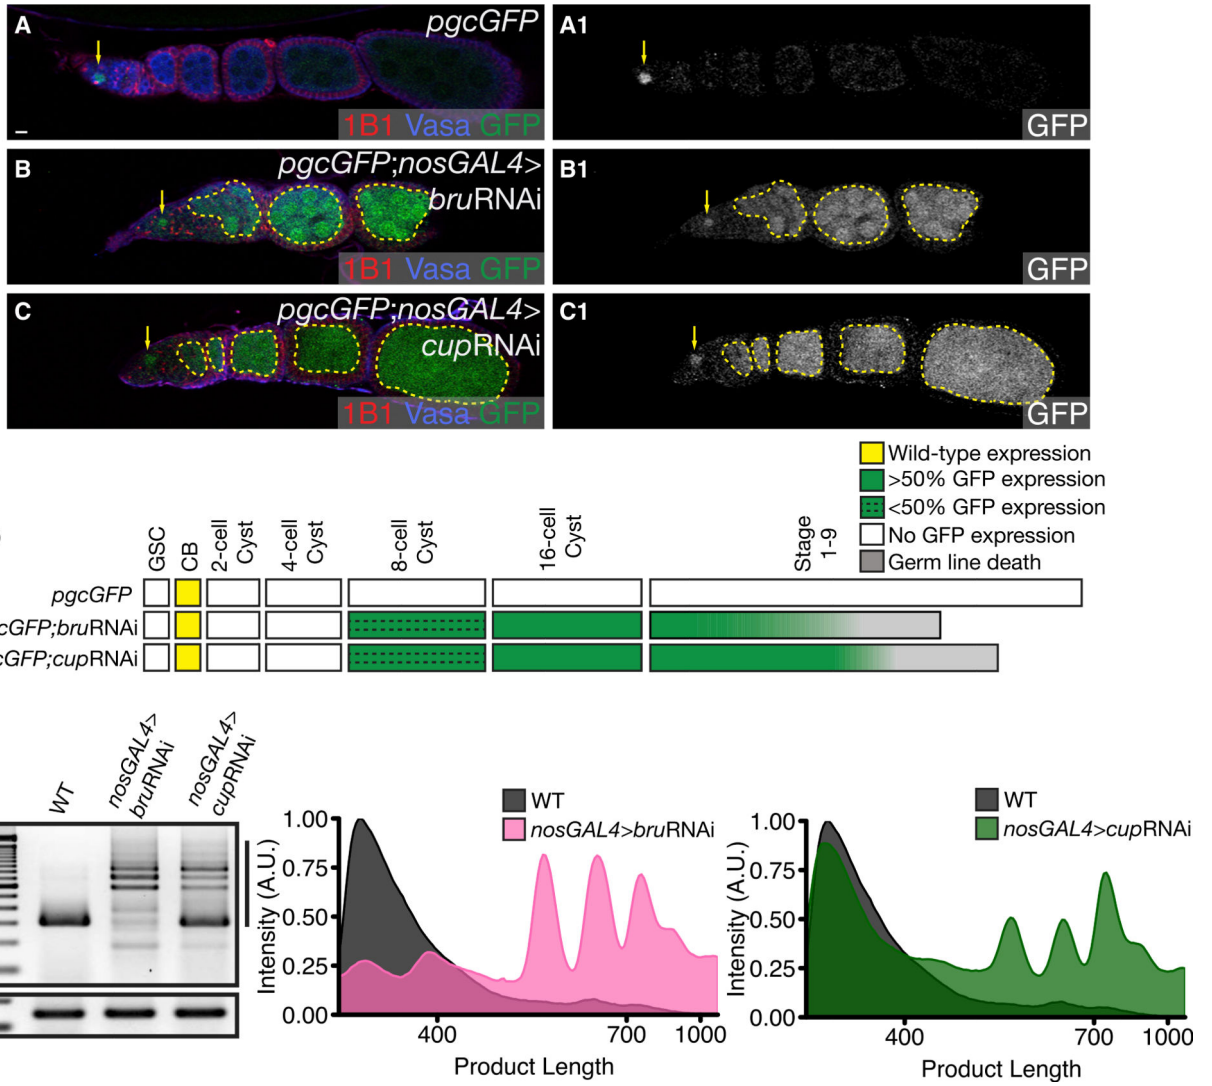 A
pgcGFP
1B1 Vasa GFP
A1
GFP
B
pgcGFP;nosGAL4>
bruRNAi
1B1 Vasa GFP
B1
GFP
C
pgcGFP;nosGAL4>
cupRNAi
1B1 Vasa GFP
C1
GFP
Wild-type expression
>50% GFP expression
<50% GFP expression
No GFP expression
Germ line death
GSC
CB
2-cell
Cyst
4-cell
Cyst
8-cell
Cyst
16-cell
Cyst
Stage
1-9
pgcGFP
cGFP;bruRNAi
cGFP;cupRNAi
WT
nosGAL4>
bruRNAi
nosGAL4>
cupRNAi
WT
nosGAL4>bruRNAi
Intensity (A.U.)
1.00
0.75
0.50
0.25
0.00
400
700
1000
Product Length
WT
nosGAL4>cupRNAi
Intensity (A.U.)
1.00
0.75
0.50
0.25
0.00
400
700
1000
Product Length